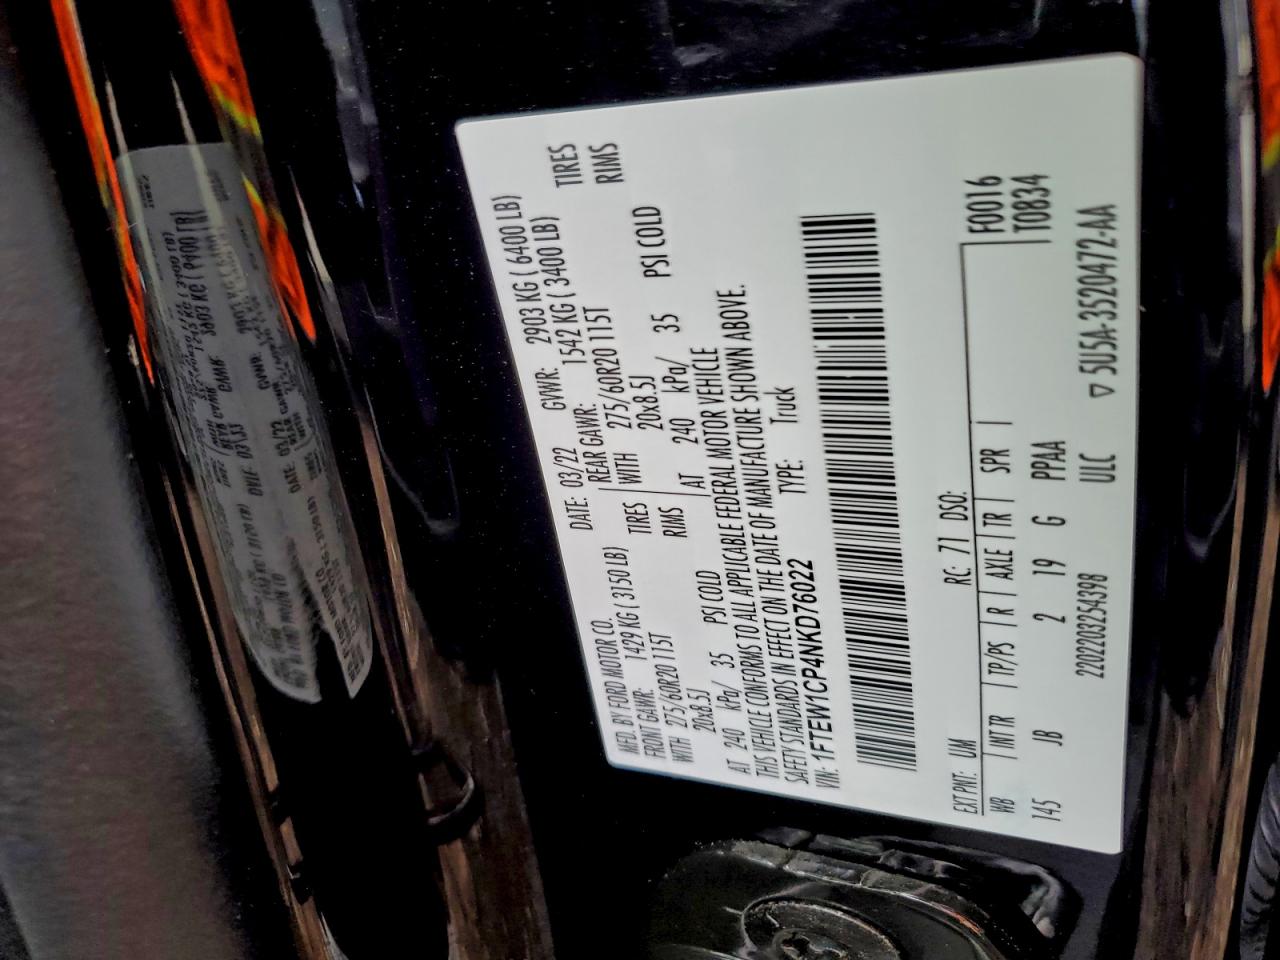 MFD. BY FORD MOTOR CO.
DATE: 03/22 GVWR: 2903 KG ( 6400 LB)
FRONT GAWR: 1429 KG ( 3150 LB) REAR GAWR: 1542 KG ( 3400 LB)
WITH 275/60R20 115T TIRES WITH 275/60R20 115T TIRES
20x8.5J RIMS 20x8.5J RIMS
AT 240 kPa/ 35 PSI COLD AT 240 kPa/ 35 PSI COLD
THIS VEHICLE CONFORMS TO ALL APPLICABLE FEDERAL MOTOR VEHICLE
SAFETY STANDARDS IN EFFECT ON THE DATE OF MANUFACTURE SHOWN ABOVE.
VIN: 1FTEW1CP4NKD76022 TYPE: Truck
EXT PNT: UM RC: 71 DSO: F0016
WB INT TR TP/PS R AXLE TR SPR T0834
145 JB 2 19 G PPAA
2202203254398 ULC ▽ 5U5A-3520472-AA